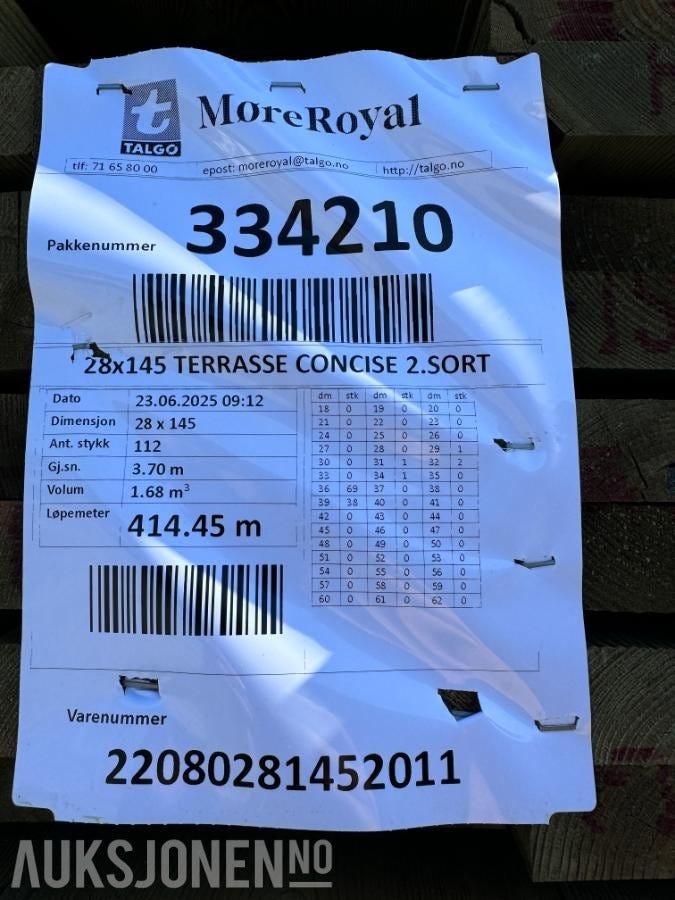 t MøreRoyal
TALGØ
tlf: 71 65 80 00 epost: moreroyal@talgo.no http://talgo.no
Pakkenummer 334210
28x145 TERRASSE CONCISE 2.SORT
Dato 23.06.2025 09:12
Dimensjon 28 x 145
Ant. stykk 112
Gj.sn. 3.70 m
Volum 1.68 m³
Løpemeter 414.45 m
dm stk dm stk dm stk
18 0 19 0 20 0
21 0 22 0 23 0
24 0 25 0 26 0
27 0 28 0 29 1
30 0 31 1 32 2
33 0 34 1 35 0
36 69 37 0 38 0
39 38 40 0 41 0
42 0 43 0 44 0
45 0 46 0 47 0
48 0 49 0 50 0
51 0 52 0 53 0
54 0 55 0 56 0
57 0 58 0 59 0
60 0 61 0 62 0
Varenummer
22080281452011
AUKSJONEN NO